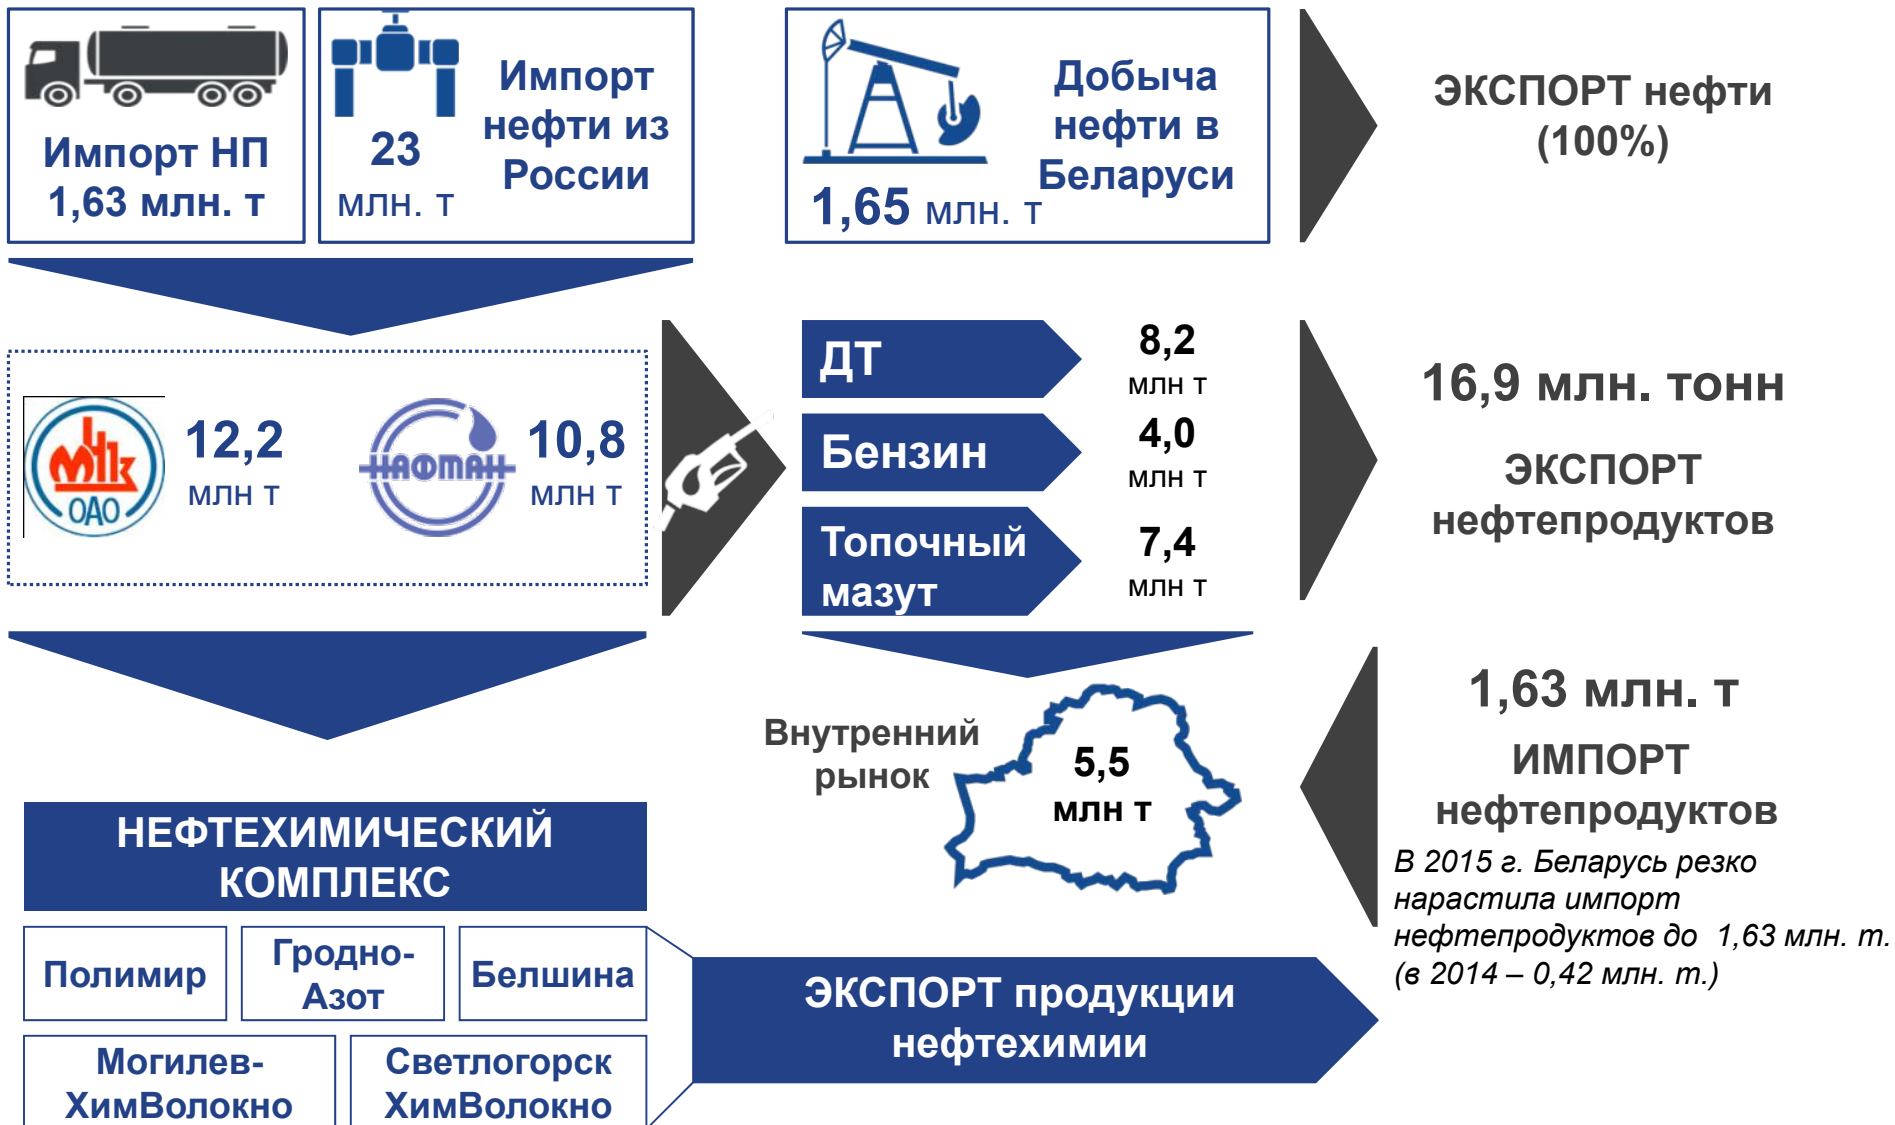 Импорт НП
1,63 млн. т
23
млн. т
Импорт
нефти из
России
Добыча
нефти в
Беларуси
1,65 млн. т
ЭКСПОРТ нефти
(100%)
ОАО
12,2
млн т
НАФТАН
10,8
млн т
ДТ
8,2
млн т
Бензин
4,0
млн т
Топочный
мазут
7,4
млн т
16,9 млн. тонн
ЭКСПОРТ
нефтепродуктов
Внутренний
рынок
5,5
млн т
1,63 млн. т
ИМПОРТ
нефтепродуктов
В 2015 г. Беларусь резко
нарастила импорт
нефтепродуктов до 1,63 млн. т.
(в 2014 – 0,42 млн. т.)
НЕФТЕХИМИЧЕСКИЙ
КОМПЛЕКС
Полимир
Гродно-
Азот
Белшина
Могилев-
ХимВолокно
Светлогорск
ХимВолокно
ЭКСПОРТ продукции
нефтехимии